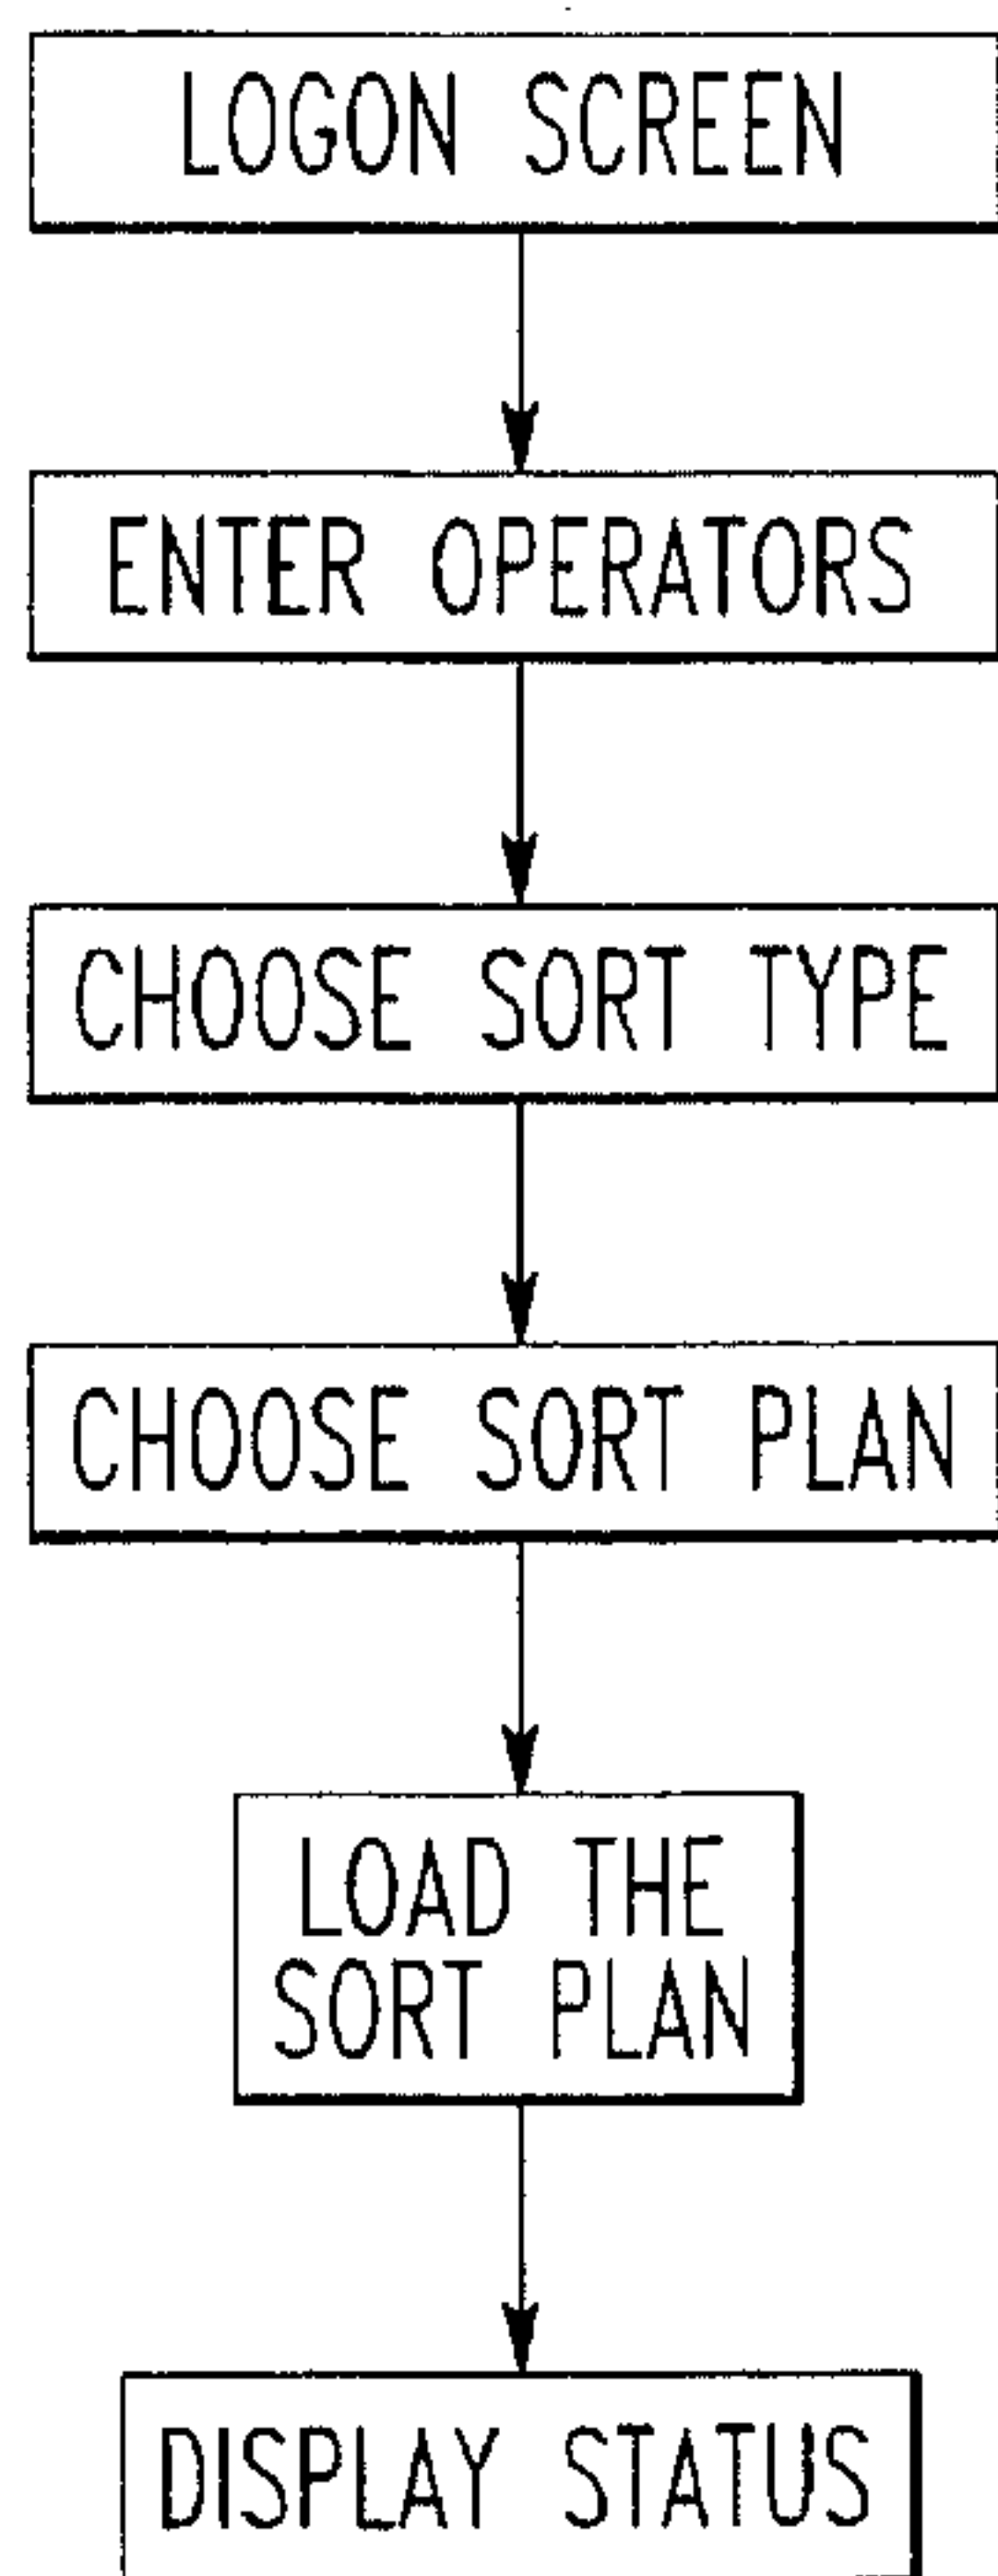 LOGON SCREEN
ENTER OPERATORS
CHOOSE SORT TYPE
CHOOSE SORT PLAN
LOAD THE
SORT PLAN
DISPLAY STATUS